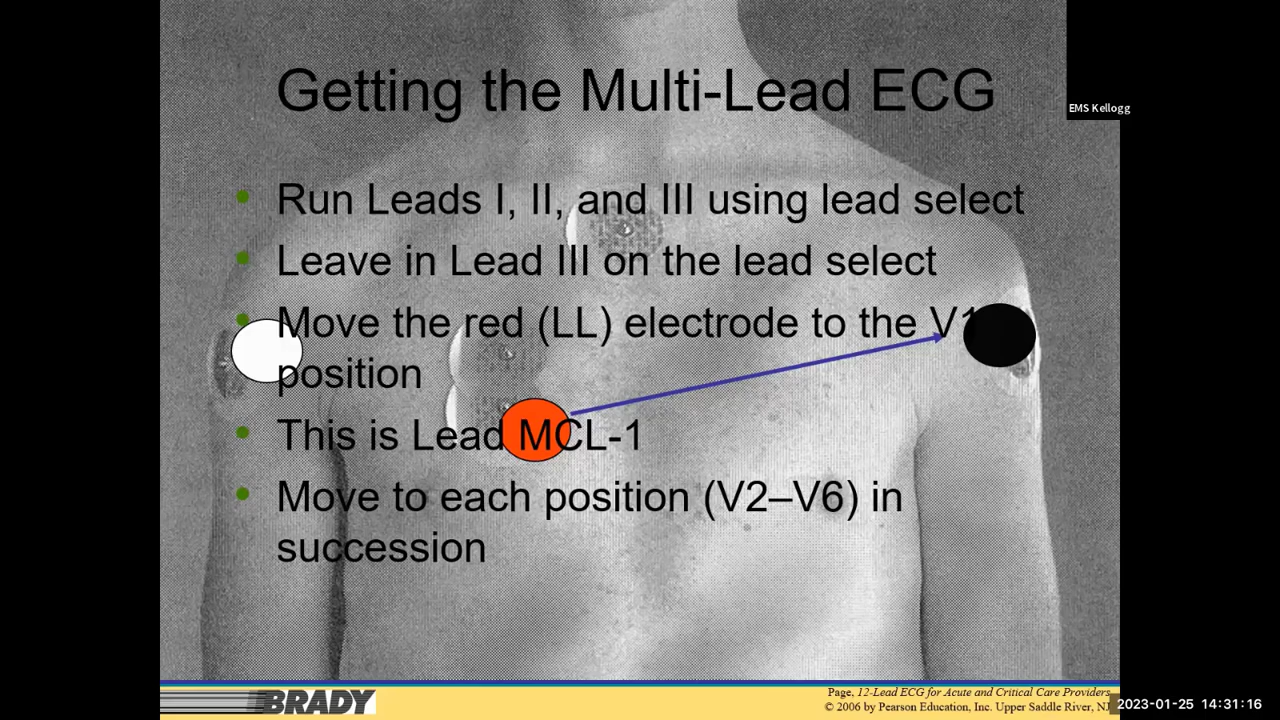 Getting the Multi-Lead ECG
EMS Kellogg
• Run Leads I, II, and III using lead select
• Leave in Lead III on the lead select
• Move the red (LL) electrode to the V1
position
• This is Lead MCL-1
• Move to each position (V2–V6) in
succession
BRADY
Page, 12-Lead ECG for Acute and Critical Care Providers
© 2006 by Pearson Education, Inc. Upper Saddle River, NJ
2023-01-25 14:31:16